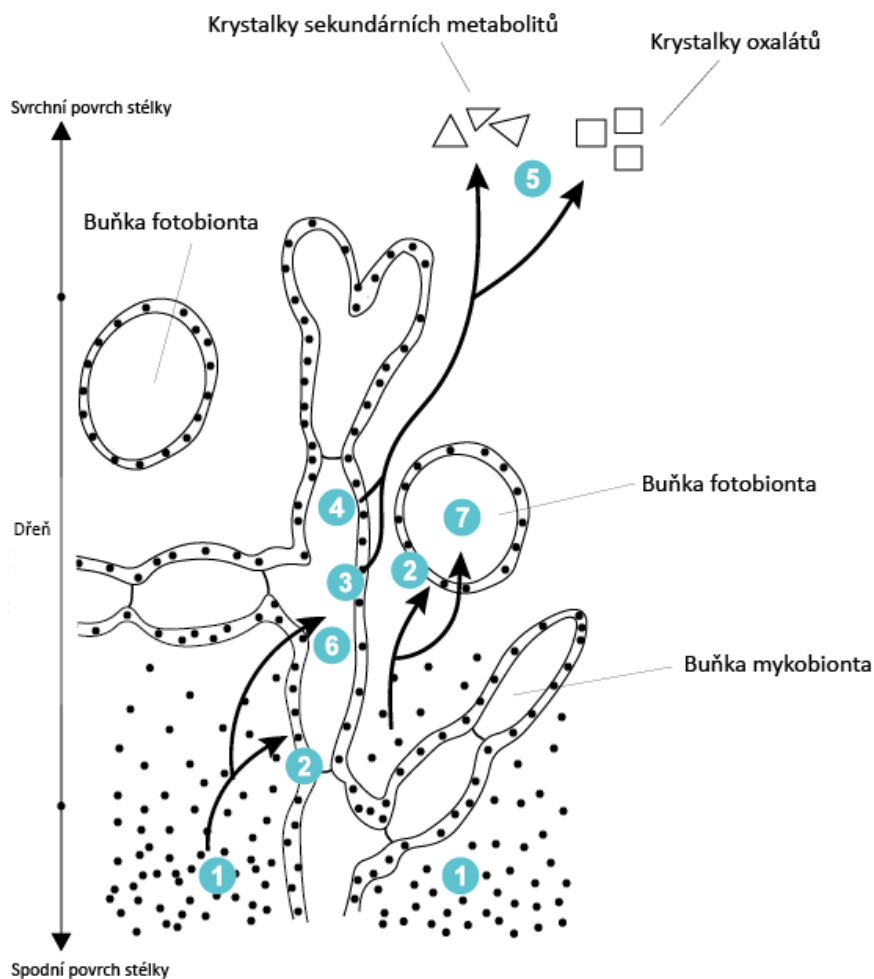 Krystalky sekundárních metabolitů
Krystalky oxalátů
Svrchní povrch stélky
5
Buňka fotobionta
4
Buňka fotobionta
7
Dřeň
3
2
6
Buňka mykobionta
2
1
1
Spodní povrch stélky